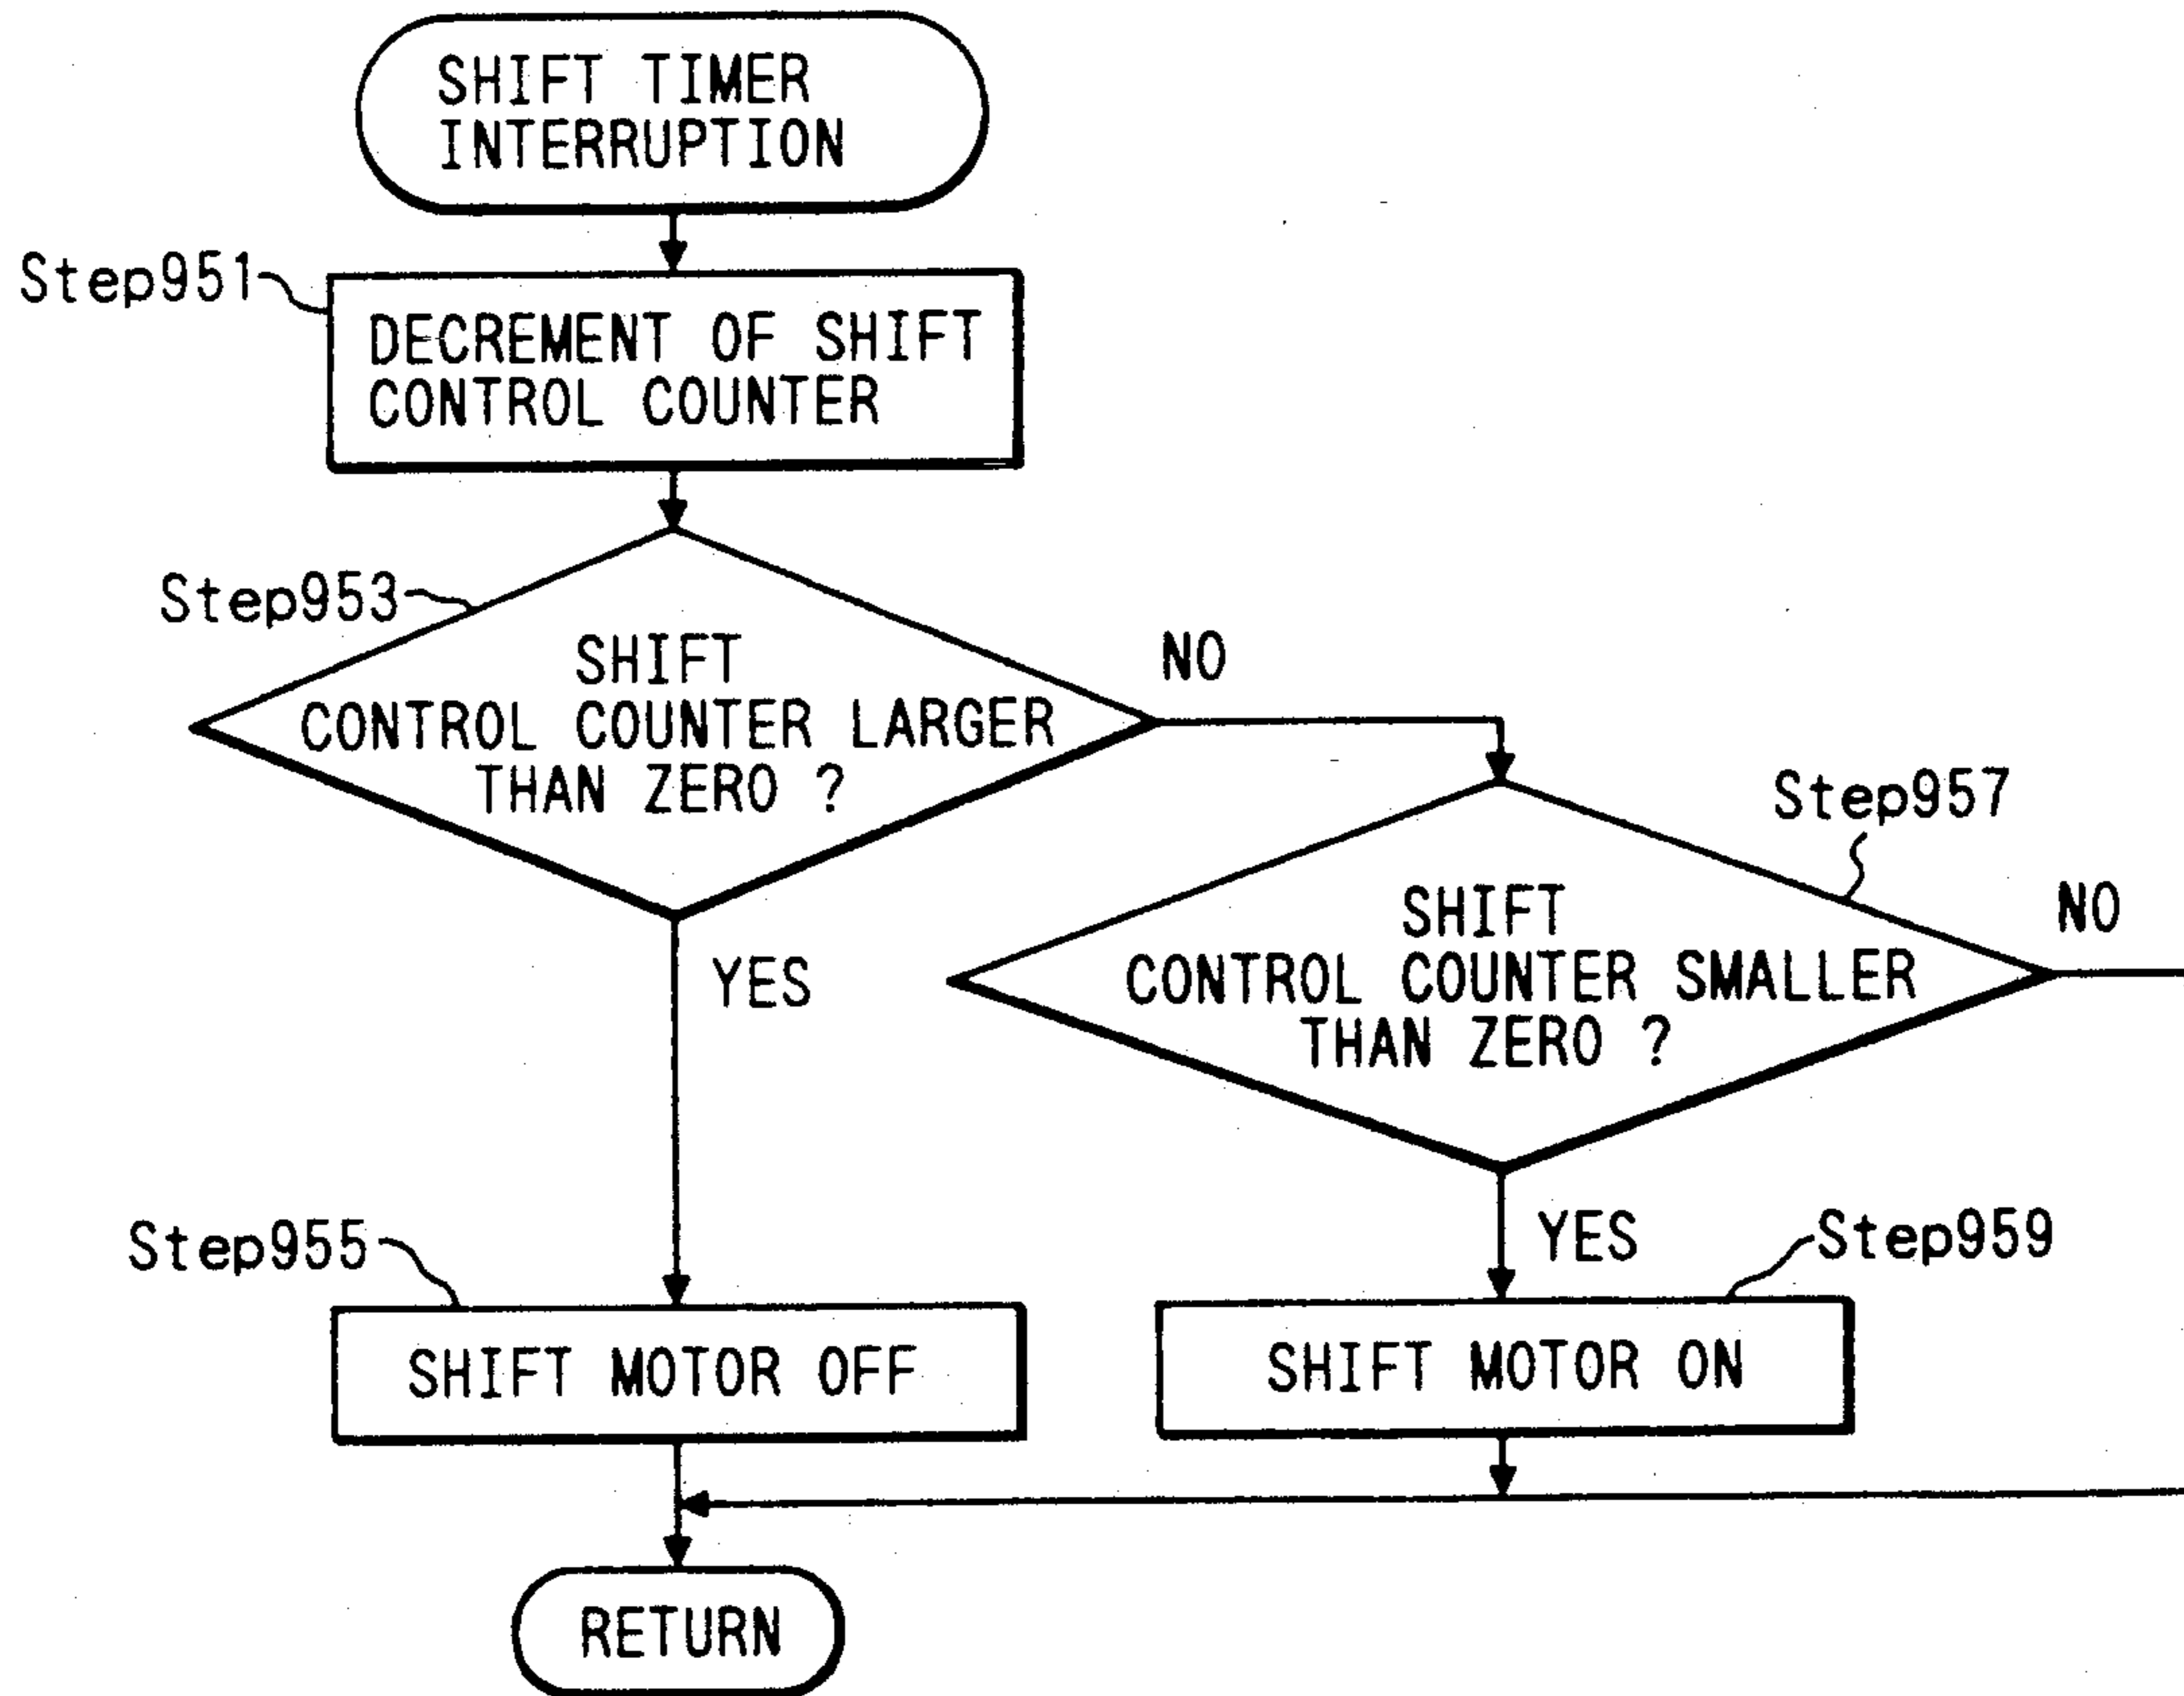 SHIFT TIMER
INTERRUPTION
Step951
DECREMENT OF SHIFT
CONTROL COUNTER
Step953
SHIFT
CONTROL COUNTER LARGER
THAN ZERO ?
NO
YES
Step957
SHIFT
CONTROL COUNTER SMALLER
THAN ZERO ?
NO
YES
Step955
SHIFT MOTOR OFF
Step959
SHIFT MOTOR ON
RETURN